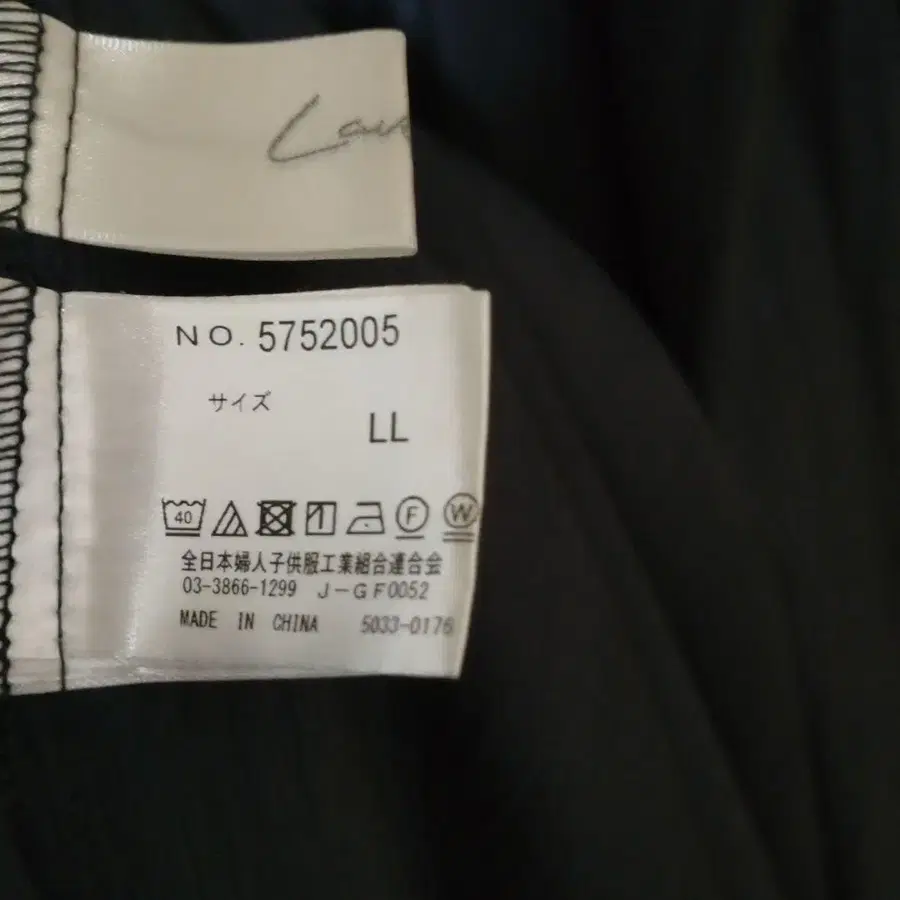 NO. 5752005
サイズ
LL
40 F W
全日本婦人子供服工業組合連合会
03-3866-1299 J-GF0052
MADE IN CHINA 5033-0176